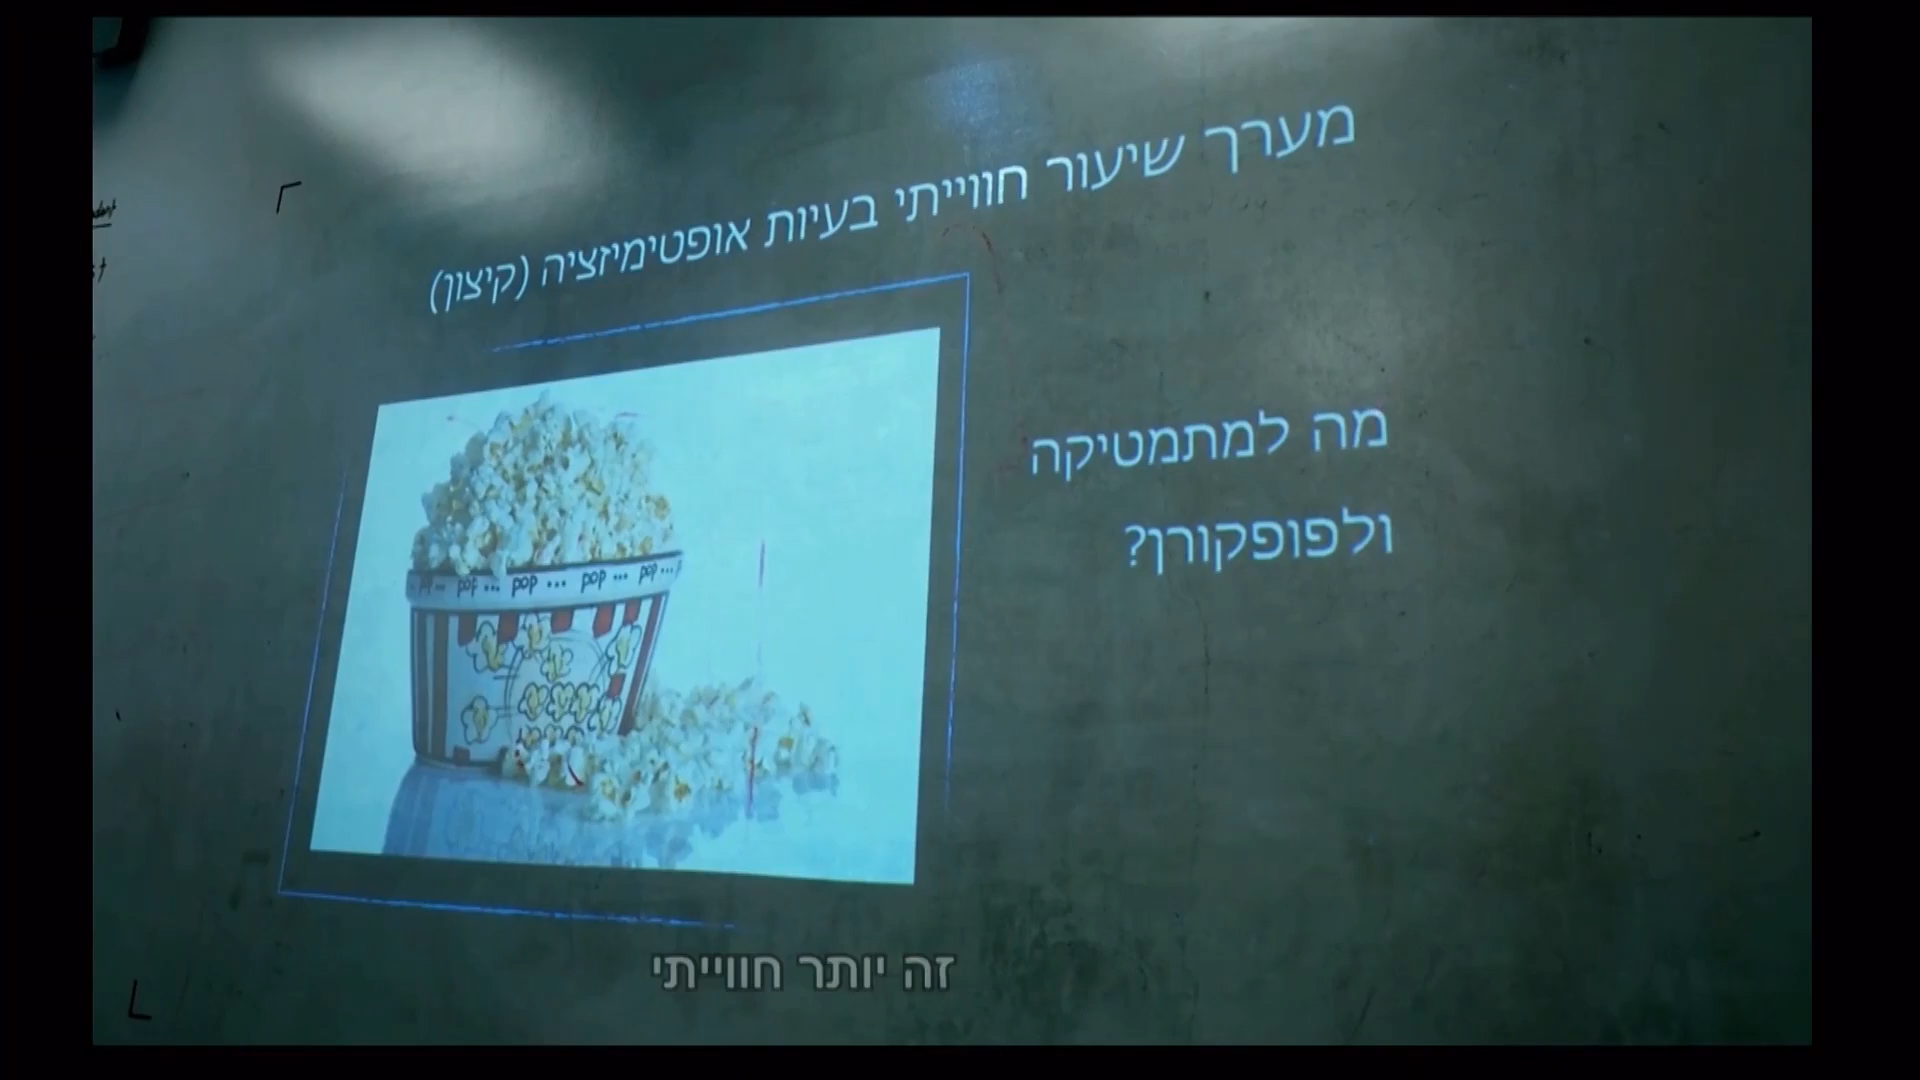 מערך שיעור חווייתי בעיות אופטימיזציה (קיצון)
מה למתמטיקה
ולפופקורן?
pop ... pop ... pop ... pop ...
זה יותר חווייתי